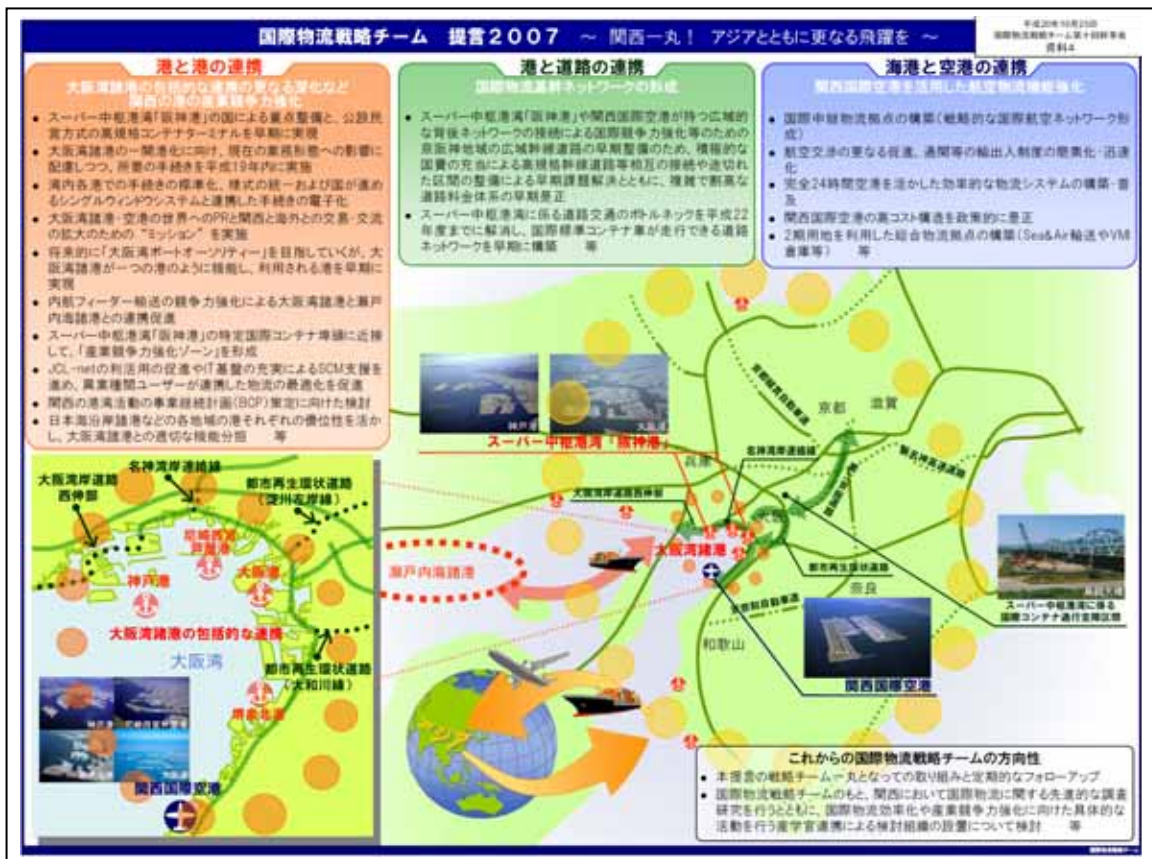 国際物流戦略チーム 提言2007 ～ 関西一丸! アジアとともに更なる飛躍を ～
平成20年10月23日
国際物流戦略チーム第十回幹事会
資料4
港と港の連携
大阪湾諸港の包括的な連携の更なる深化など
関西の港の産業競争力強化
● スーパー中枢港湾「阪神港」の国による重点整備と、公設民
営方式の高規格コンテナターミナルを早期に実現
● 大阪湾諸港の一開港化に向け、現在の業務形態への影響に
配慮しつつ、所要の手続きを平成19年内に実施
● 湾内各港での手続きの標準化、様式の統一および国が進め
るシングルウィンドウシステムと連携した手続きの電子化
● 大阪湾諸港・空港の世界へのPRと関西と海外との交易・交流
の拡大のための“ミッション”を実施
● 将来的に「大阪湾ポートオーソリティー」を目指していくが、大
阪湾諸港が一つの港のように機能し、利用される港を早期に
実現
● 内航フィーダー輸送の競争力強化による大阪湾諸港と瀬戸
内海諸港との連携促進
● スーパー中枢港湾「阪神港」の特定国際コンテナ埠頭に近接
して、「産業競争力強化ゾーン」を形成
● JCL-netの利活用の促進やIT基盤の充実によるSCM支援を
進め、異業種間ユーザーが連携した物流の最適化を促進
● 関西の港湾活動の事業継続計画(BCP)策定に向けた検討
● 日本海沿岸諸港などの各地域の港それぞれの優位性を活か
し、大阪湾諸港との適切な機能分担 等
港と道路の連携
国際物流基幹ネットワークの形成
● スーパー中枢港湾「阪神港」や関西国際空港が持つ広域的
な背後ネットワークの接続による国際競争力強化等のための
京阪神地域の広域幹線道路の早期整備のため、積極的な
国費の充当による高規格幹線道路等相互の接続や途切れ
た区間の整備による早期課題解決とともに、複雑で割高な
道路料金体系の早期是正
● スーパー中枢港湾に係る道路交通のボトルネックを平成22
年度までに解消し、国際標準コンテナ車が走行できる道路
ネットワークを早期に構築 等
海港と空港の連携
関西国際空港を活用した航空物流機能強化
● 国際中継物流拠点の構築(戦略的な国際航空ネットワーク形
成)
● 航空交渉の更なる促進、通関等の輸出入制度の簡素化・迅速
化
● 完全24時間空港を活かした効率的な物流システムの構築・普
及
● 関西国際空港の高コスト構造を政策的に是正
● 2期用地を利用した総合物流拠点の構築(Sea&Air輸送やVMI
倉庫等) 等
神戸港
大阪港
スーパー中枢港湾「阪神港」
兵庫
京都
滋賀
京都縦貫自動車道
名神湾岸連絡線
新名神高速道路
大阪湾岸道路西伸部
大阪湾諸港
都市再生環状道路
奈良
京奈和自動車道
和歌山
関西国際空港
スーパー中枢港湾に係る
国際コンテナ通行支障区間
瀬戸内海諸港
名神湾岸連絡線
大阪湾岸道路
西伸部
都市再生環状道路
(淀川左岸線)
尼崎西宮
芦屋港
神戸港
大阪港
大阪湾諸港の包括的な連携
大阪湾
都市再生環状道路
(大和川線)
堺泉北港
神戸港
尼崎西宮芦屋港
関西国際空港
これからの国際物流戦略チームの方向性
● 本提言の戦略チーム一丸となっての取り組みと定期的なフォローアップ
● 国際物流戦略チームのもと、関西において国際物流に関する先進的な調査
研究を行うとともに、国際物流効率化や産業競争力強化に向けた具体的
な活動を行う産学官連携による検討組織の設置について検討 等
国際物流戦略チーム